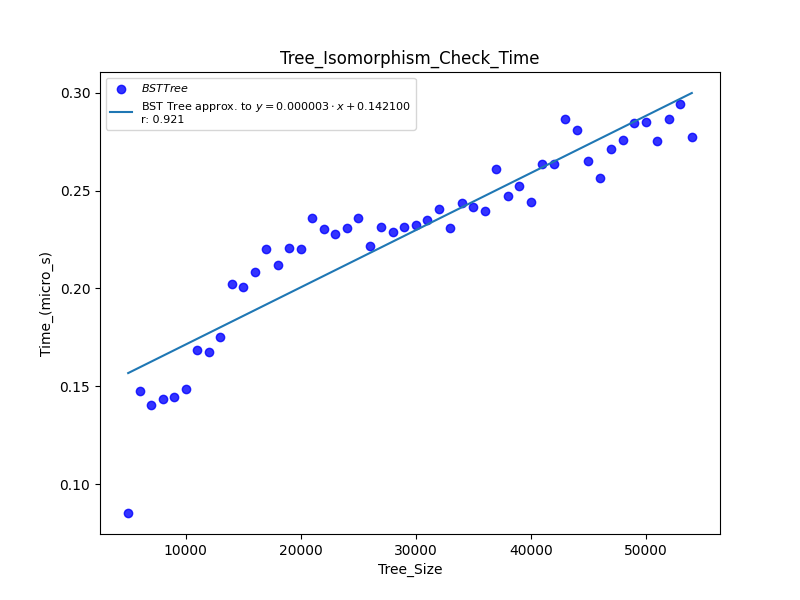 Tree_Isomorphism_Check_Time
BSTTree
BST Tree approx. to y = 0.000003 · x + 0.142100
r: 0.921
0.30
0.25
0.20
0.15
0.10
Time_(micro_s)
10000 20000 30000 40000 50000
Tree_Size